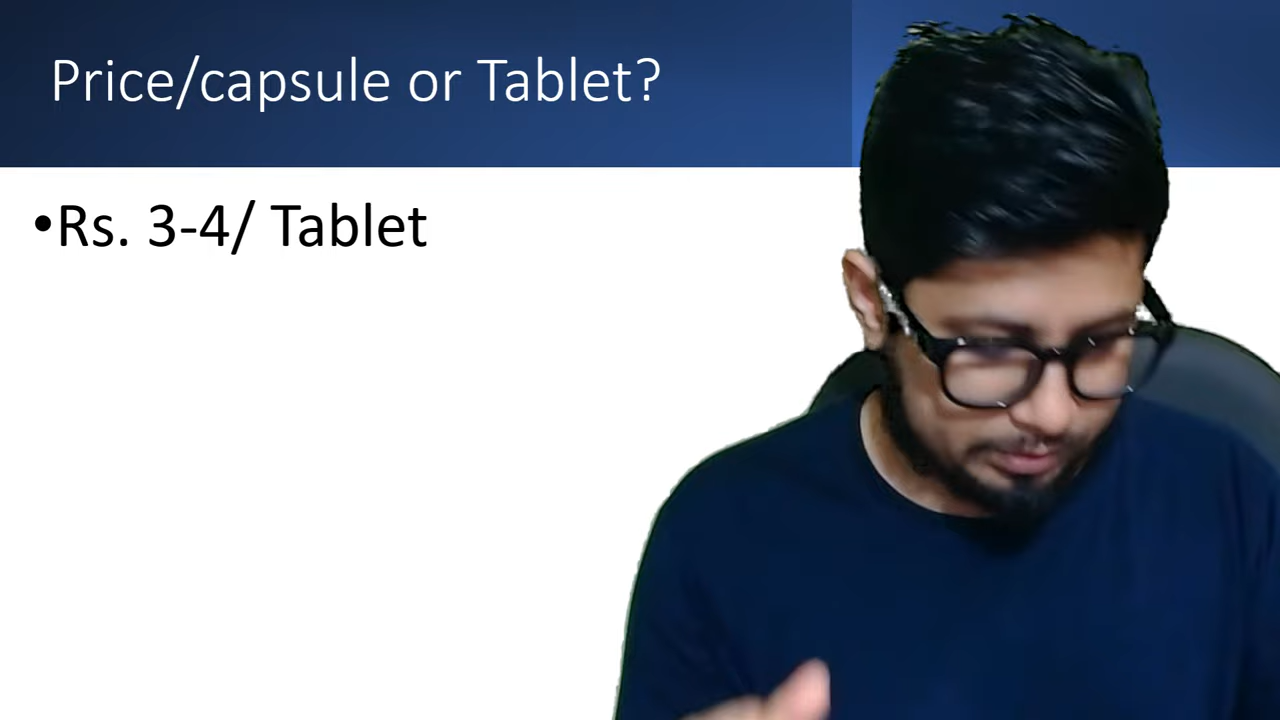 Price/capsule or Tablet?
•Rs. 3-4/ Tablet